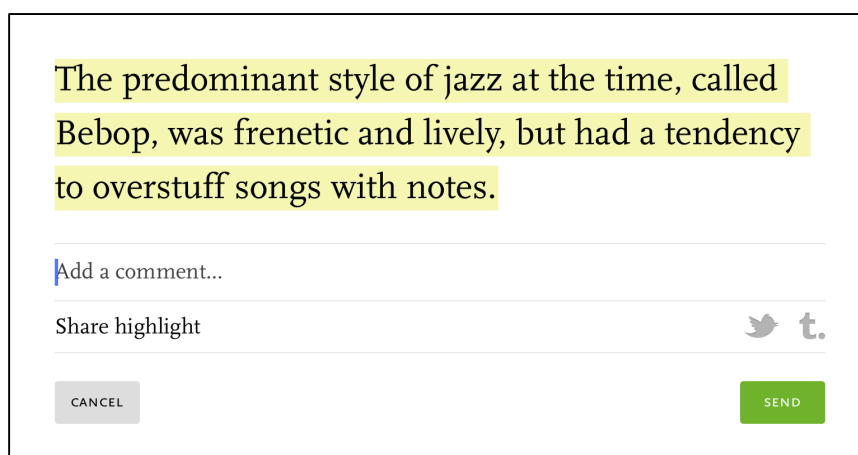 The predominant style of jazz at the time, called
Bebop, was frenetic and lively, but had a tendency
to overstuff songs with notes.
Add a comment...
Share highlight
t.
CANCEL
SEND